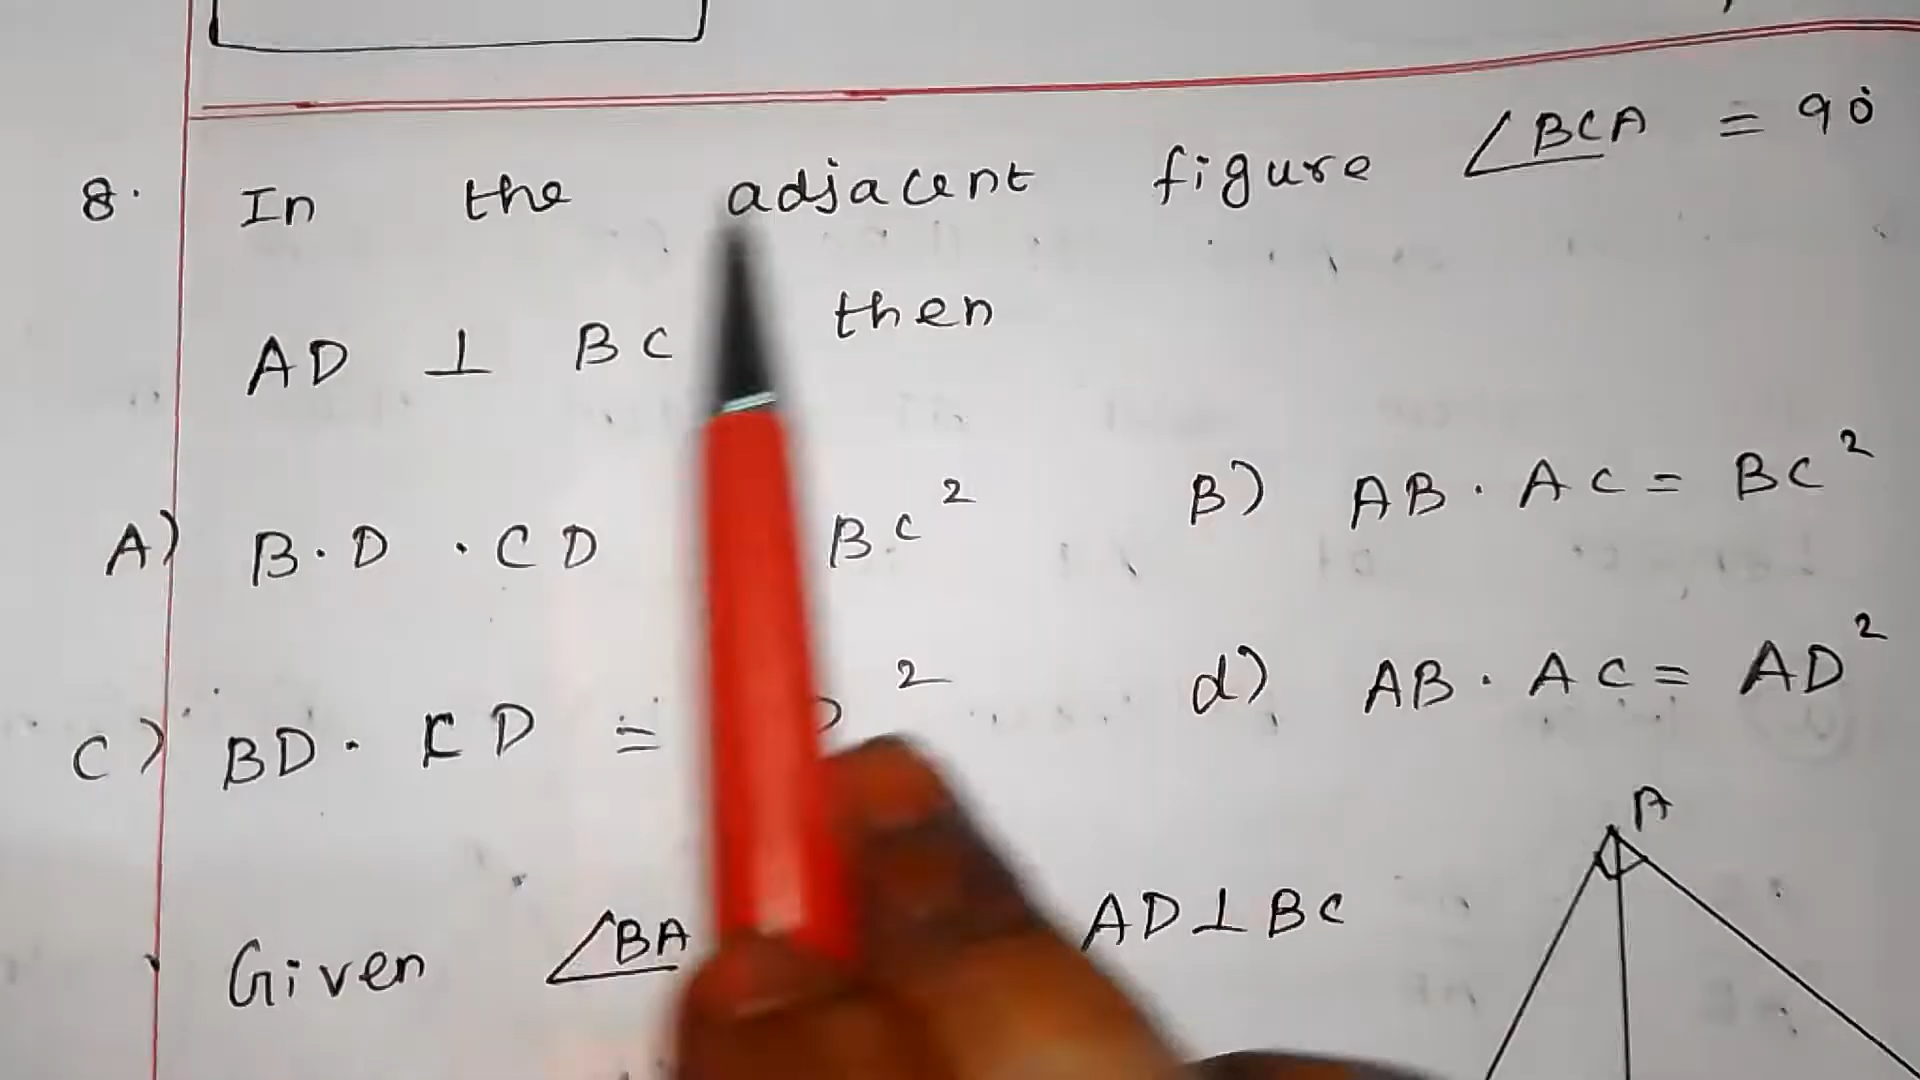 8. In the adjacent figure ∠BCA = 90°
AD ⊥ BC then
A) B.D . CD BC²
B) AB . AC = BC²
C) BD . CD = ²
d) AB . AC = AD²
A
Given ∠BA AD ⊥ BC